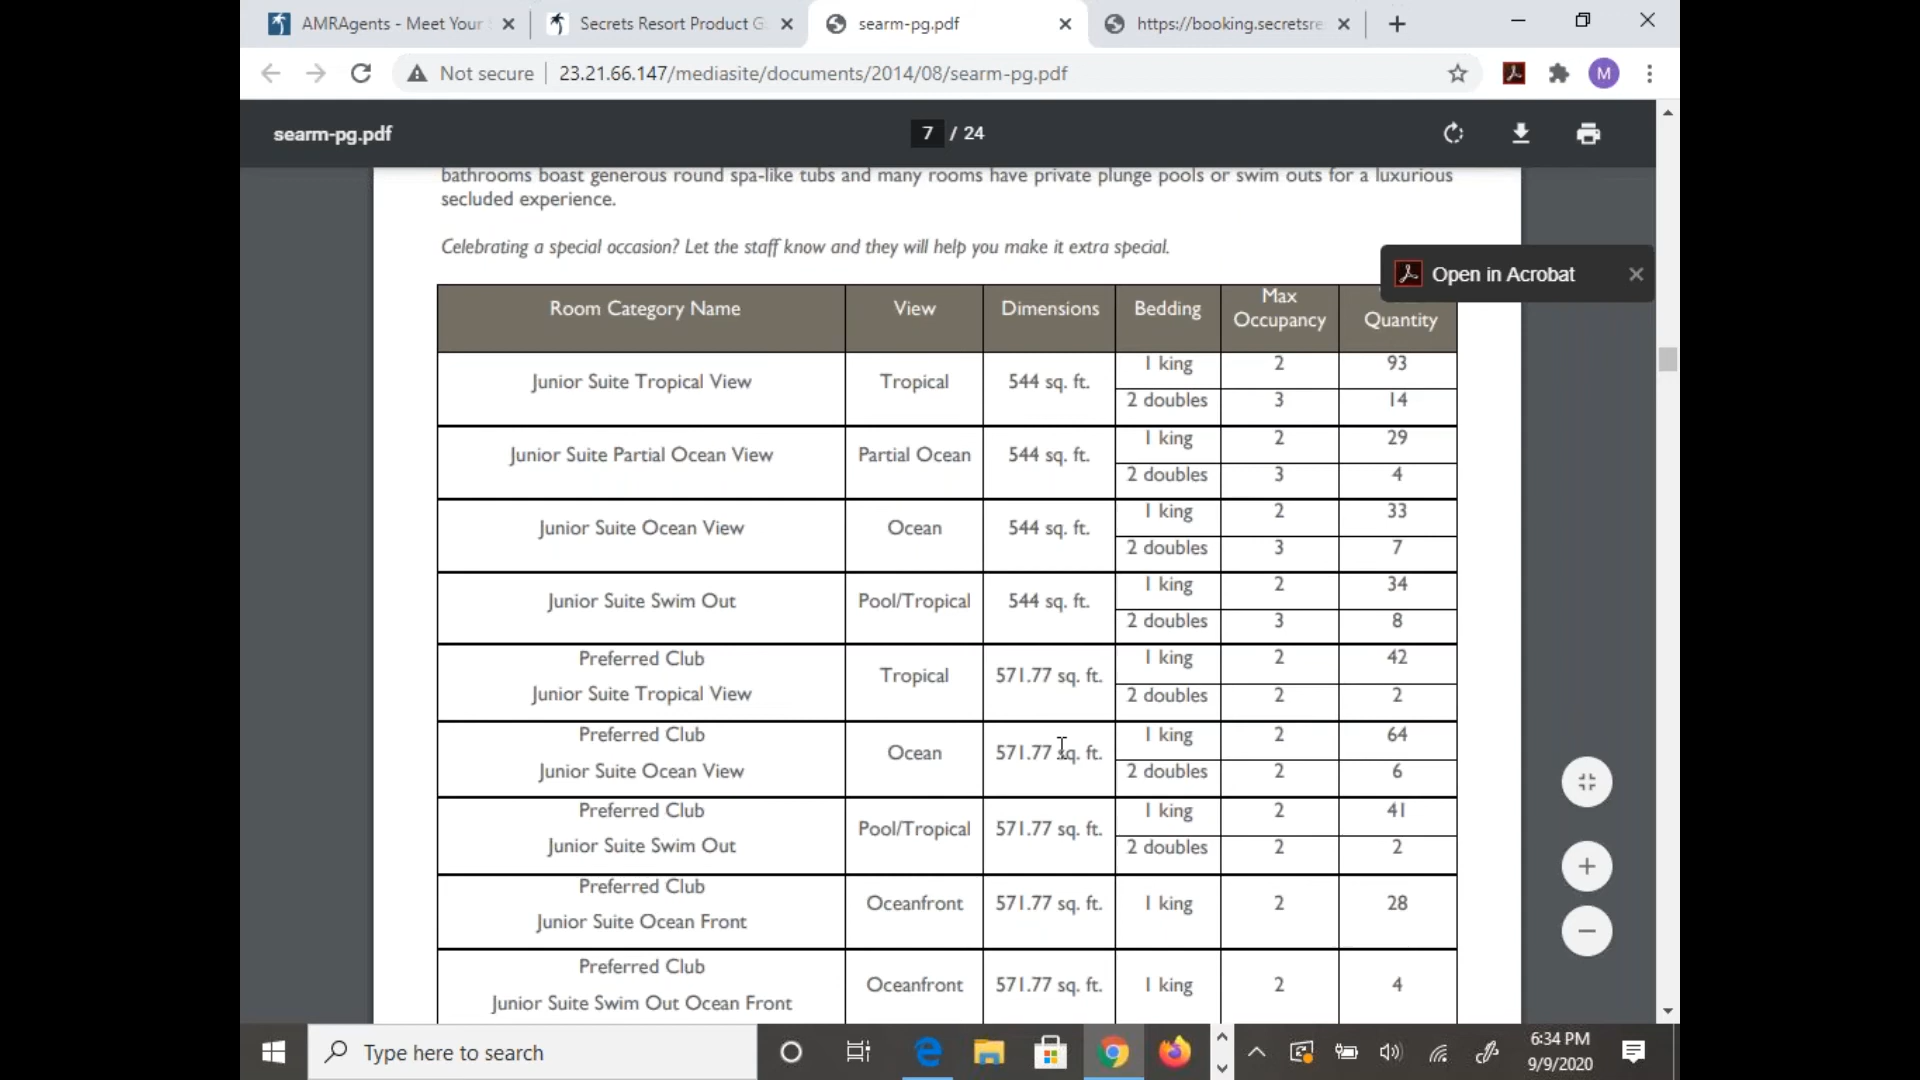 AMRAgents - Meet Your
Secrets Resort Product G
searm-pg.pdf
https://booking.secretsre
Not secure
23.21.66.147/mediasite/documents/2014/08/searm-pg.pdf
M
searm-pg.pdf
7 / 24
bathrooms boast generous round spa-like tubs and many rooms have private plunge pools or swim outs for a luxurious
secluded experience.
Celebrating a special occasion? Let the staff know and they will help you make it extra special.
Open in Acrobat
Room Category Name View Dimensions Bedding Max Occupancy Quantity
Junior Suite Tropical View Tropical 544 sq. ft. 1 king 2 93
2 doubles 3 14
Junior Suite Partial Ocean View Partial Ocean 544 sq. ft. 1 king 2 29
2 doubles 3 4
Junior Suite Ocean View Ocean 544 sq. ft. 1 king 2 33
2 doubles 3 7
Junior Suite Swim Out Pool/Tropical 544 sq. ft. 1 king 2 34
2 doubles 3 8
Preferred Club
Junior Suite Tropical View Tropical 571.77 sq. ft. 1 king 2 42
2 doubles 2 2
Preferred Club
Junior Suite Ocean View Ocean 571.77 sq. ft. 1 king 2 64
2 doubles 2 6
Preferred Club
Junior Suite Swim Out Pool/Tropical 571.77 sq. ft. 1 king 2 41
2 doubles 2 2
Preferred Club
Junior Suite Ocean Front Oceanfront 571.77 sq. ft. 1 king 2 28
Preferred Club
Junior Suite Swim Out Ocean Front Oceanfront 571.77 sq. ft. 1 king 2 4
Type here to search
6:34 PM
9/9/2020